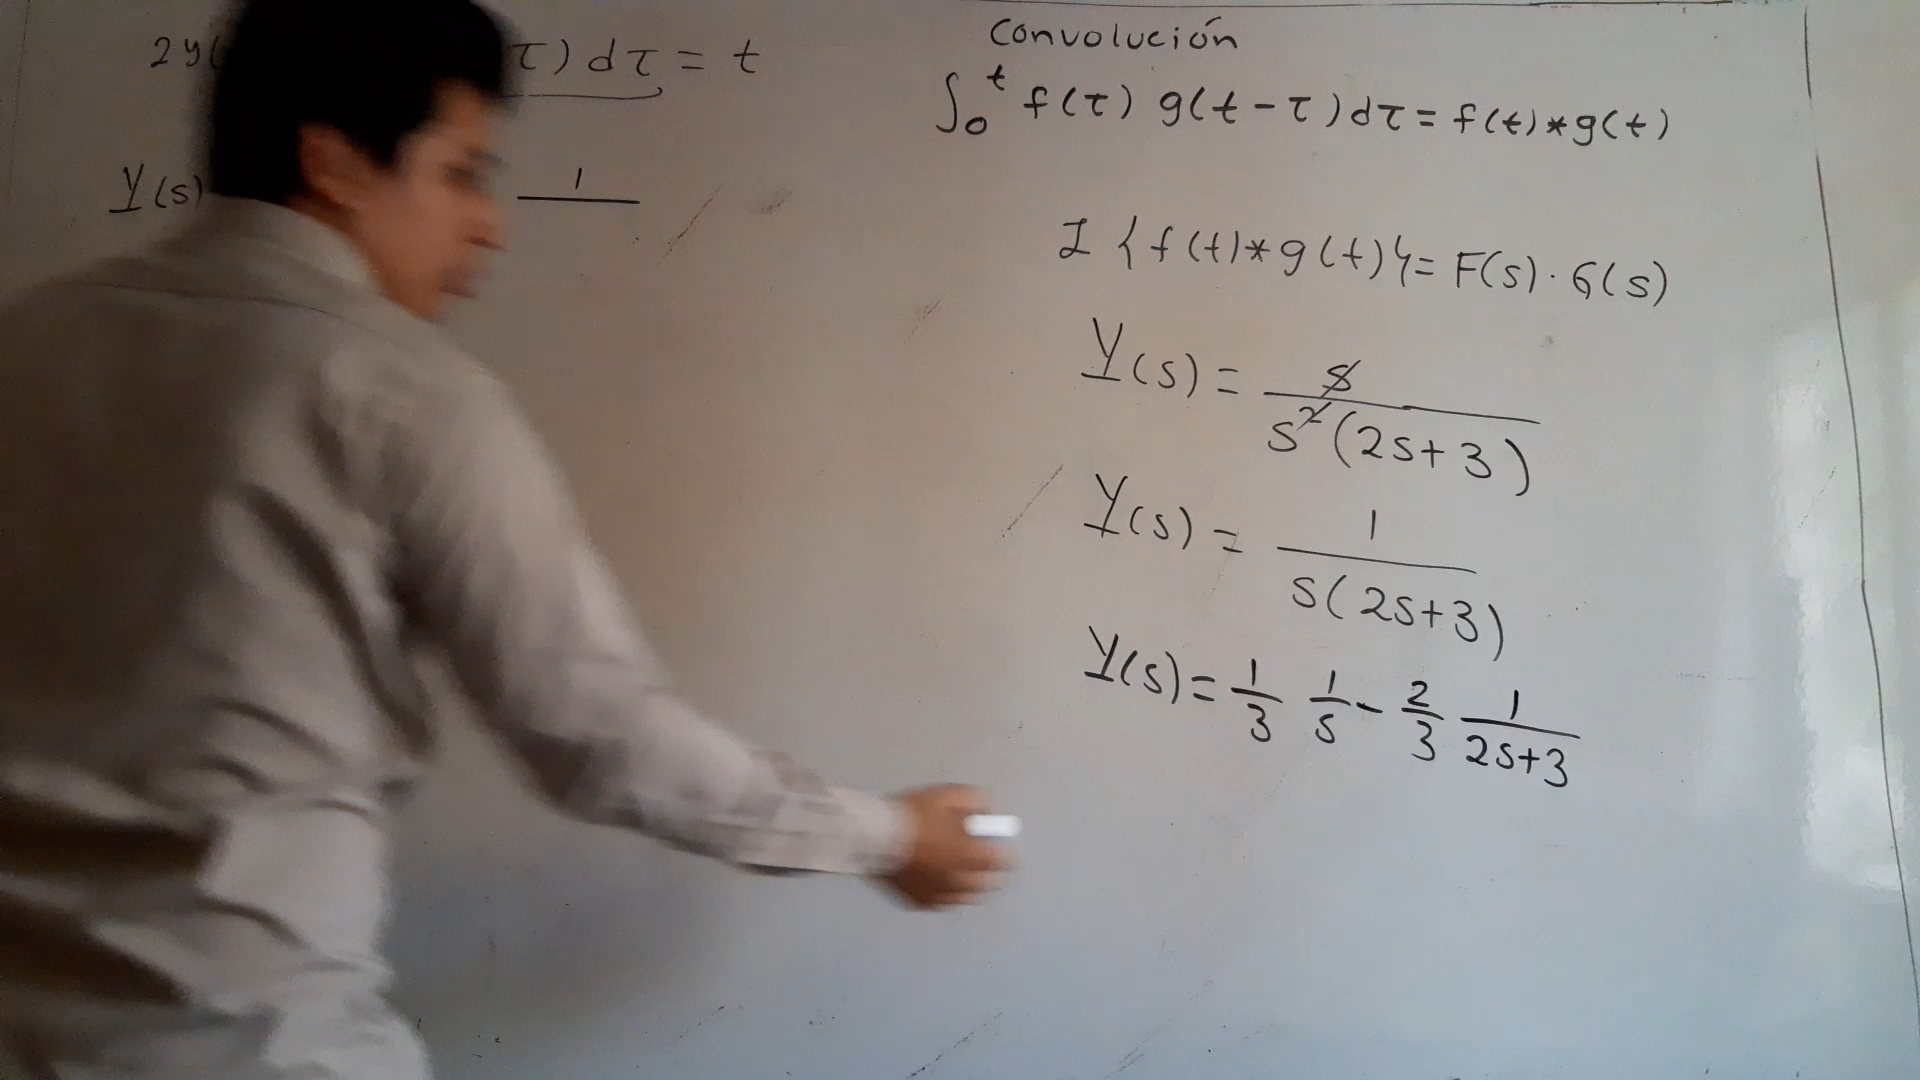 2y( τ) dτ = t
Y(s) 1/
Convolución
∫₀ᵗ f(τ) g(t-τ)dτ = f(t)*g(t)
ℒ{f(t)*g(t)}= F(s)·G(s)
Y(s) = s/(s²(2s+3))
Y(s) = 1/(s(2s+3))
Y(s) = 1/3 1/s - 2/3 1/(2s+3)